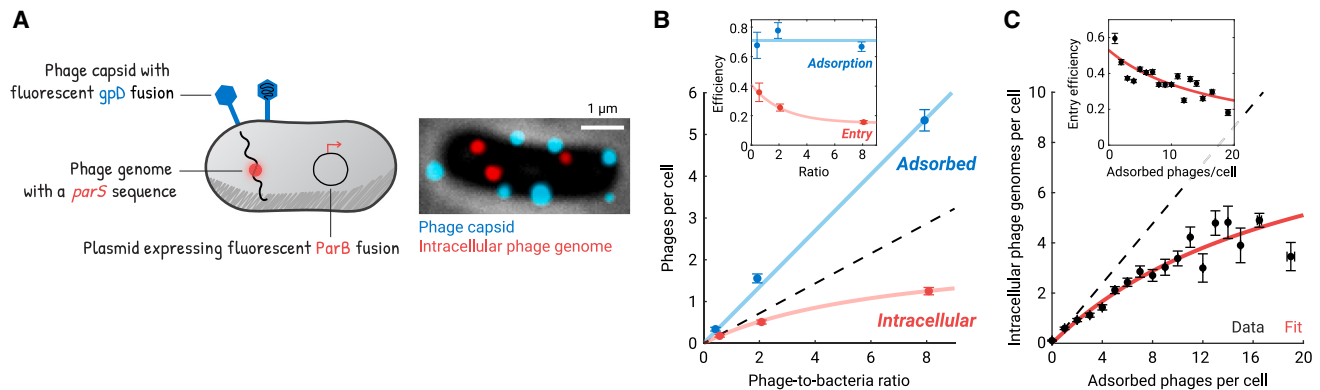 A
Phage capsid with
fluorescent gpD fusion
Phage genome
with a parS sequence
Plasmid expressing fluorescent ParB fusion
1 μm
Phage capsid
Intracellular phage genome
B
Efficiency
0.8
0.6
0.4
0.2
0
Adsorption
Entry
0 2 4 6 8
Ratio
Phages per cell
6
5
4
3
2
1
0
Adsorbed
Intracellular
0 2 4 6 8
Phage-to-bacteria ratio
C
Entry efficiency
0.6
0.4
0.2
0
0 10 20
Adsorbed phages/cell
Intracellular phage genomes per cell
10
8
6
4
2
0
Data Fit
0 4 8 12 16 20
Adsorbed phages per cell